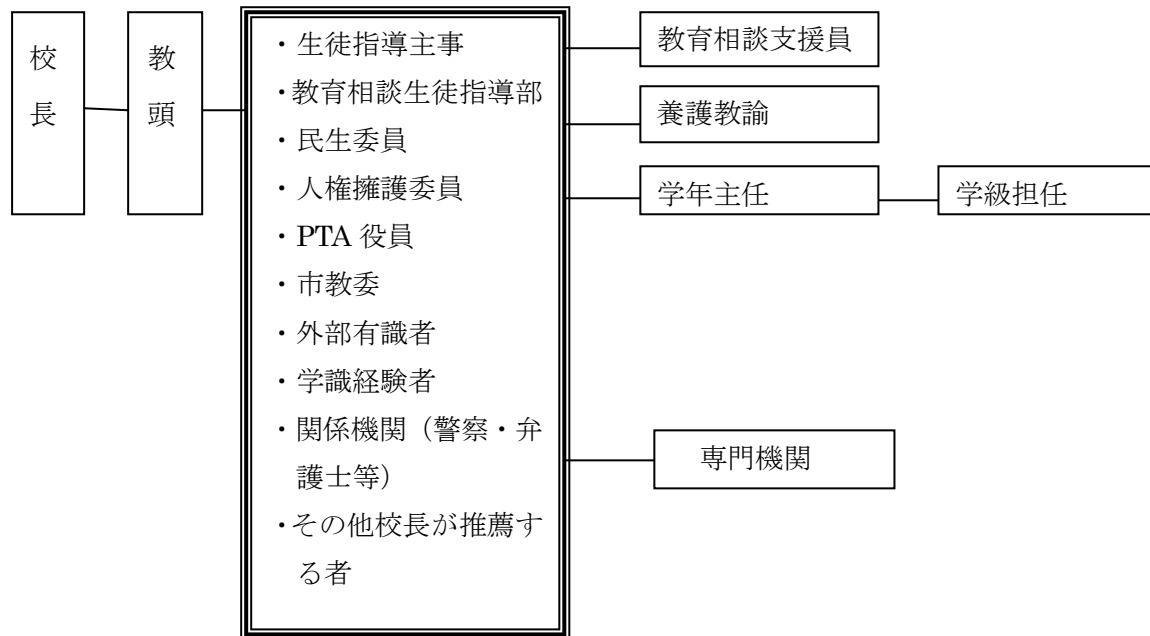 校長
教頭
・生徒指導主事
・教育相談生徒指導部
・民生委員
・人権擁護委員
・PTA 役員
・市教委
・外部有識者
・学識経験者
・関係機関（警察・弁
護士等）
・その他校長が推薦す
る者
教育相談支援員
養護教諭
学年主任
学級担任
専門機関